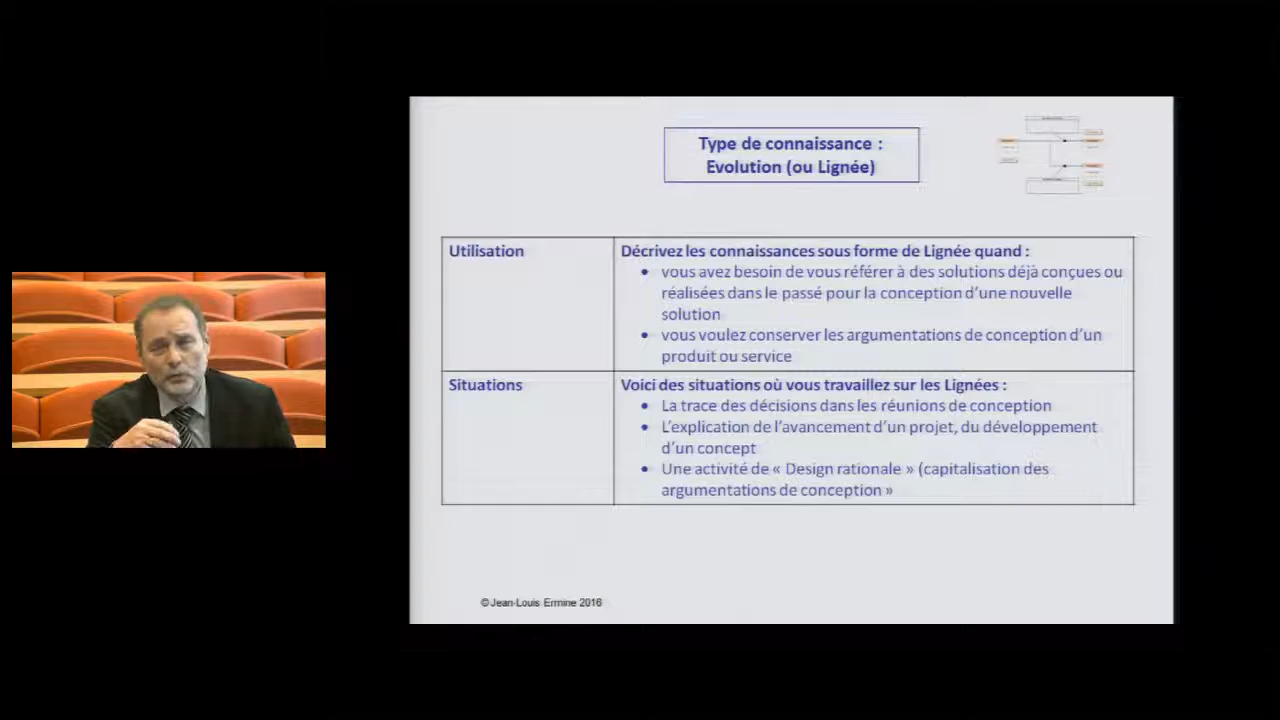 Type de connaissance :
Evolution (ou Lignée)
Utilisation
Décrivez les connaissances sous forme de Lignée quand :
• vous avez besoin de vous référer à des solutions déjà conçues ou
réalisées dans le passé pour la conception d'une nouvelle
solution
• vous voulez conserver les argumentations de conception d'un
produit ou service
Situations
Voici des situations où vous travaillez sur les Lignées :
• La trace des décisions dans les réunions de conception
• L'explication de l'avancement d'un projet, du développement
d'un concept
• Une activité de « Design rationale » (capitalisation des
argumentations de conception »
©Jean-Louis Ermine 2016